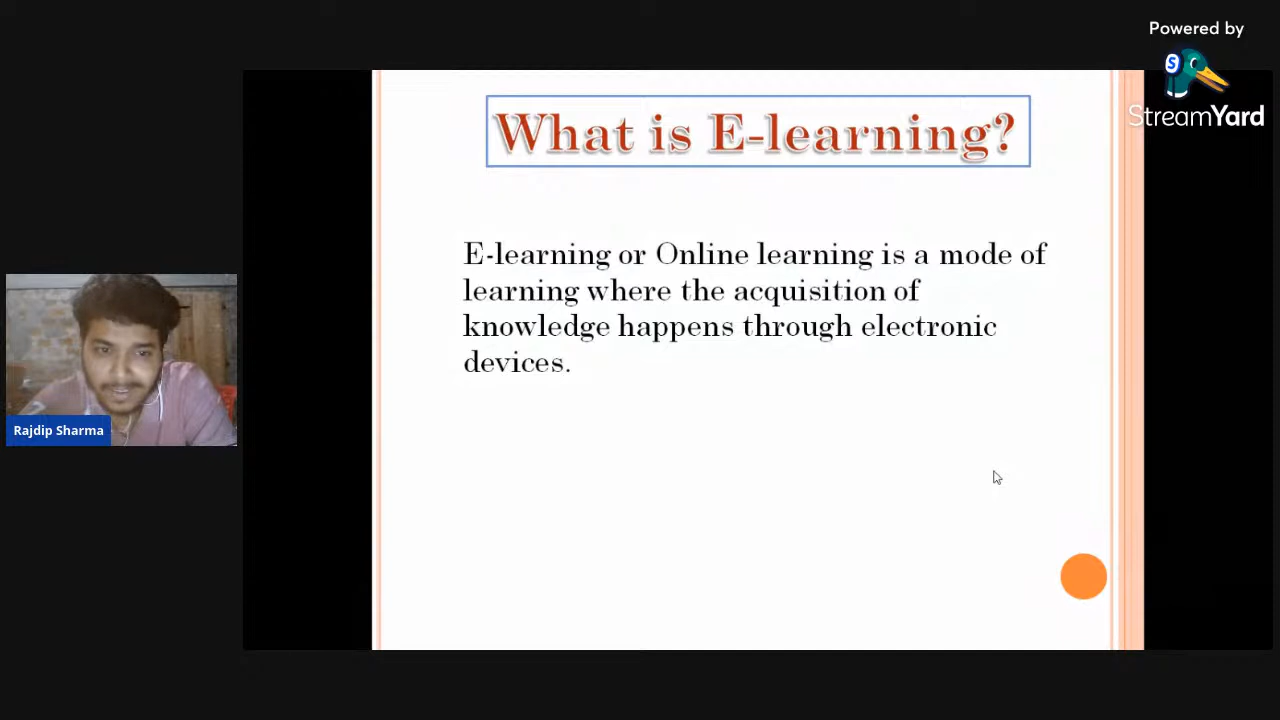 Powered by
StreamYard
What is E-learning?
E-learning or Online learning is a mode of
learning where the acquisition of
knowledge happens through electronic
devices.
Rajdip Sharma